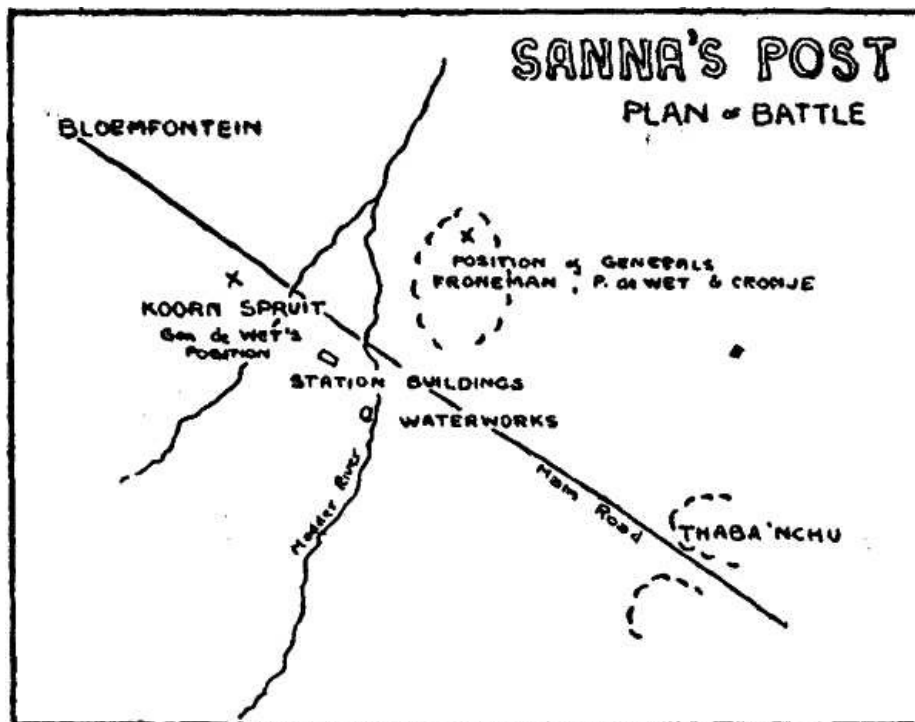 SANNA'S POST
PLAN of BATTLE
BLOEMFONTEIN
POSITION of GENERALS
FRONEMAN, P. de WET & CRONJE
KOORN SPRUIT
Gen de WET'S
POSITION
STATION BUILDINGS
WATERWORKS
Modder River
Main Road
THABA'NCHU